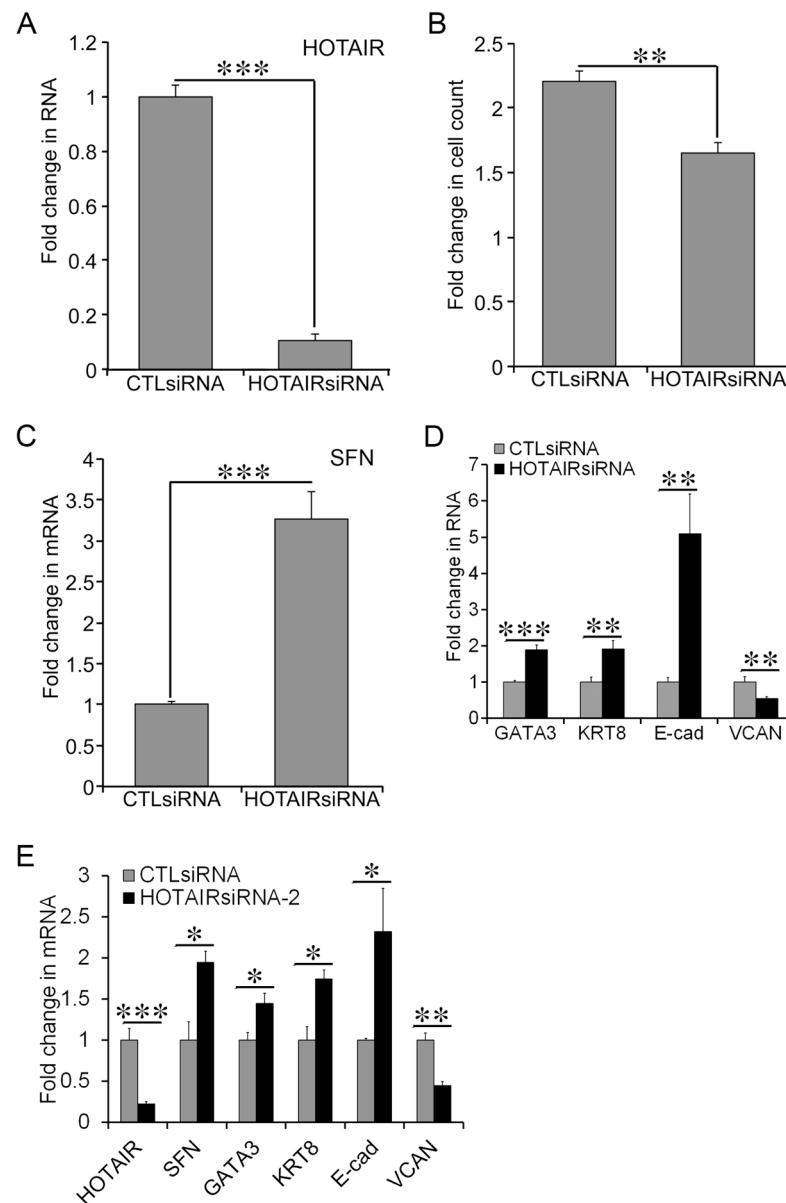 A
HOTAIR
Fold change in RNA
1.2
1
0.8
0.6
0.4
0.2
0
***
CTLsiRNA HOTAIRsiRNA
B
Fold change in cell count
2.5
2
1.5
1
0.5
0
**
CTLsiRNA HOTAIRsiRNA
C
SFN
Fold change in mRNA
4
3.5
3
2.5
2
1.5
1
0.5
0
***
CTLsiRNA HOTAIRsiRNA
D
CTLsiRNA
HOTAIRsiRNA
Fold change in RNA
7
6
5
4
3
2
1
0
*** ** ** **
GATA3 KRT8 E-cad VCAN
E
CTLsiRNA
HOTAIRsiRNA-2
Fold change in mRNA
3
2.5
2
1.5
1
0.5
0
*** * * * * **
HOTAIR SFN GATA3 KRT8 E-cad VCAN